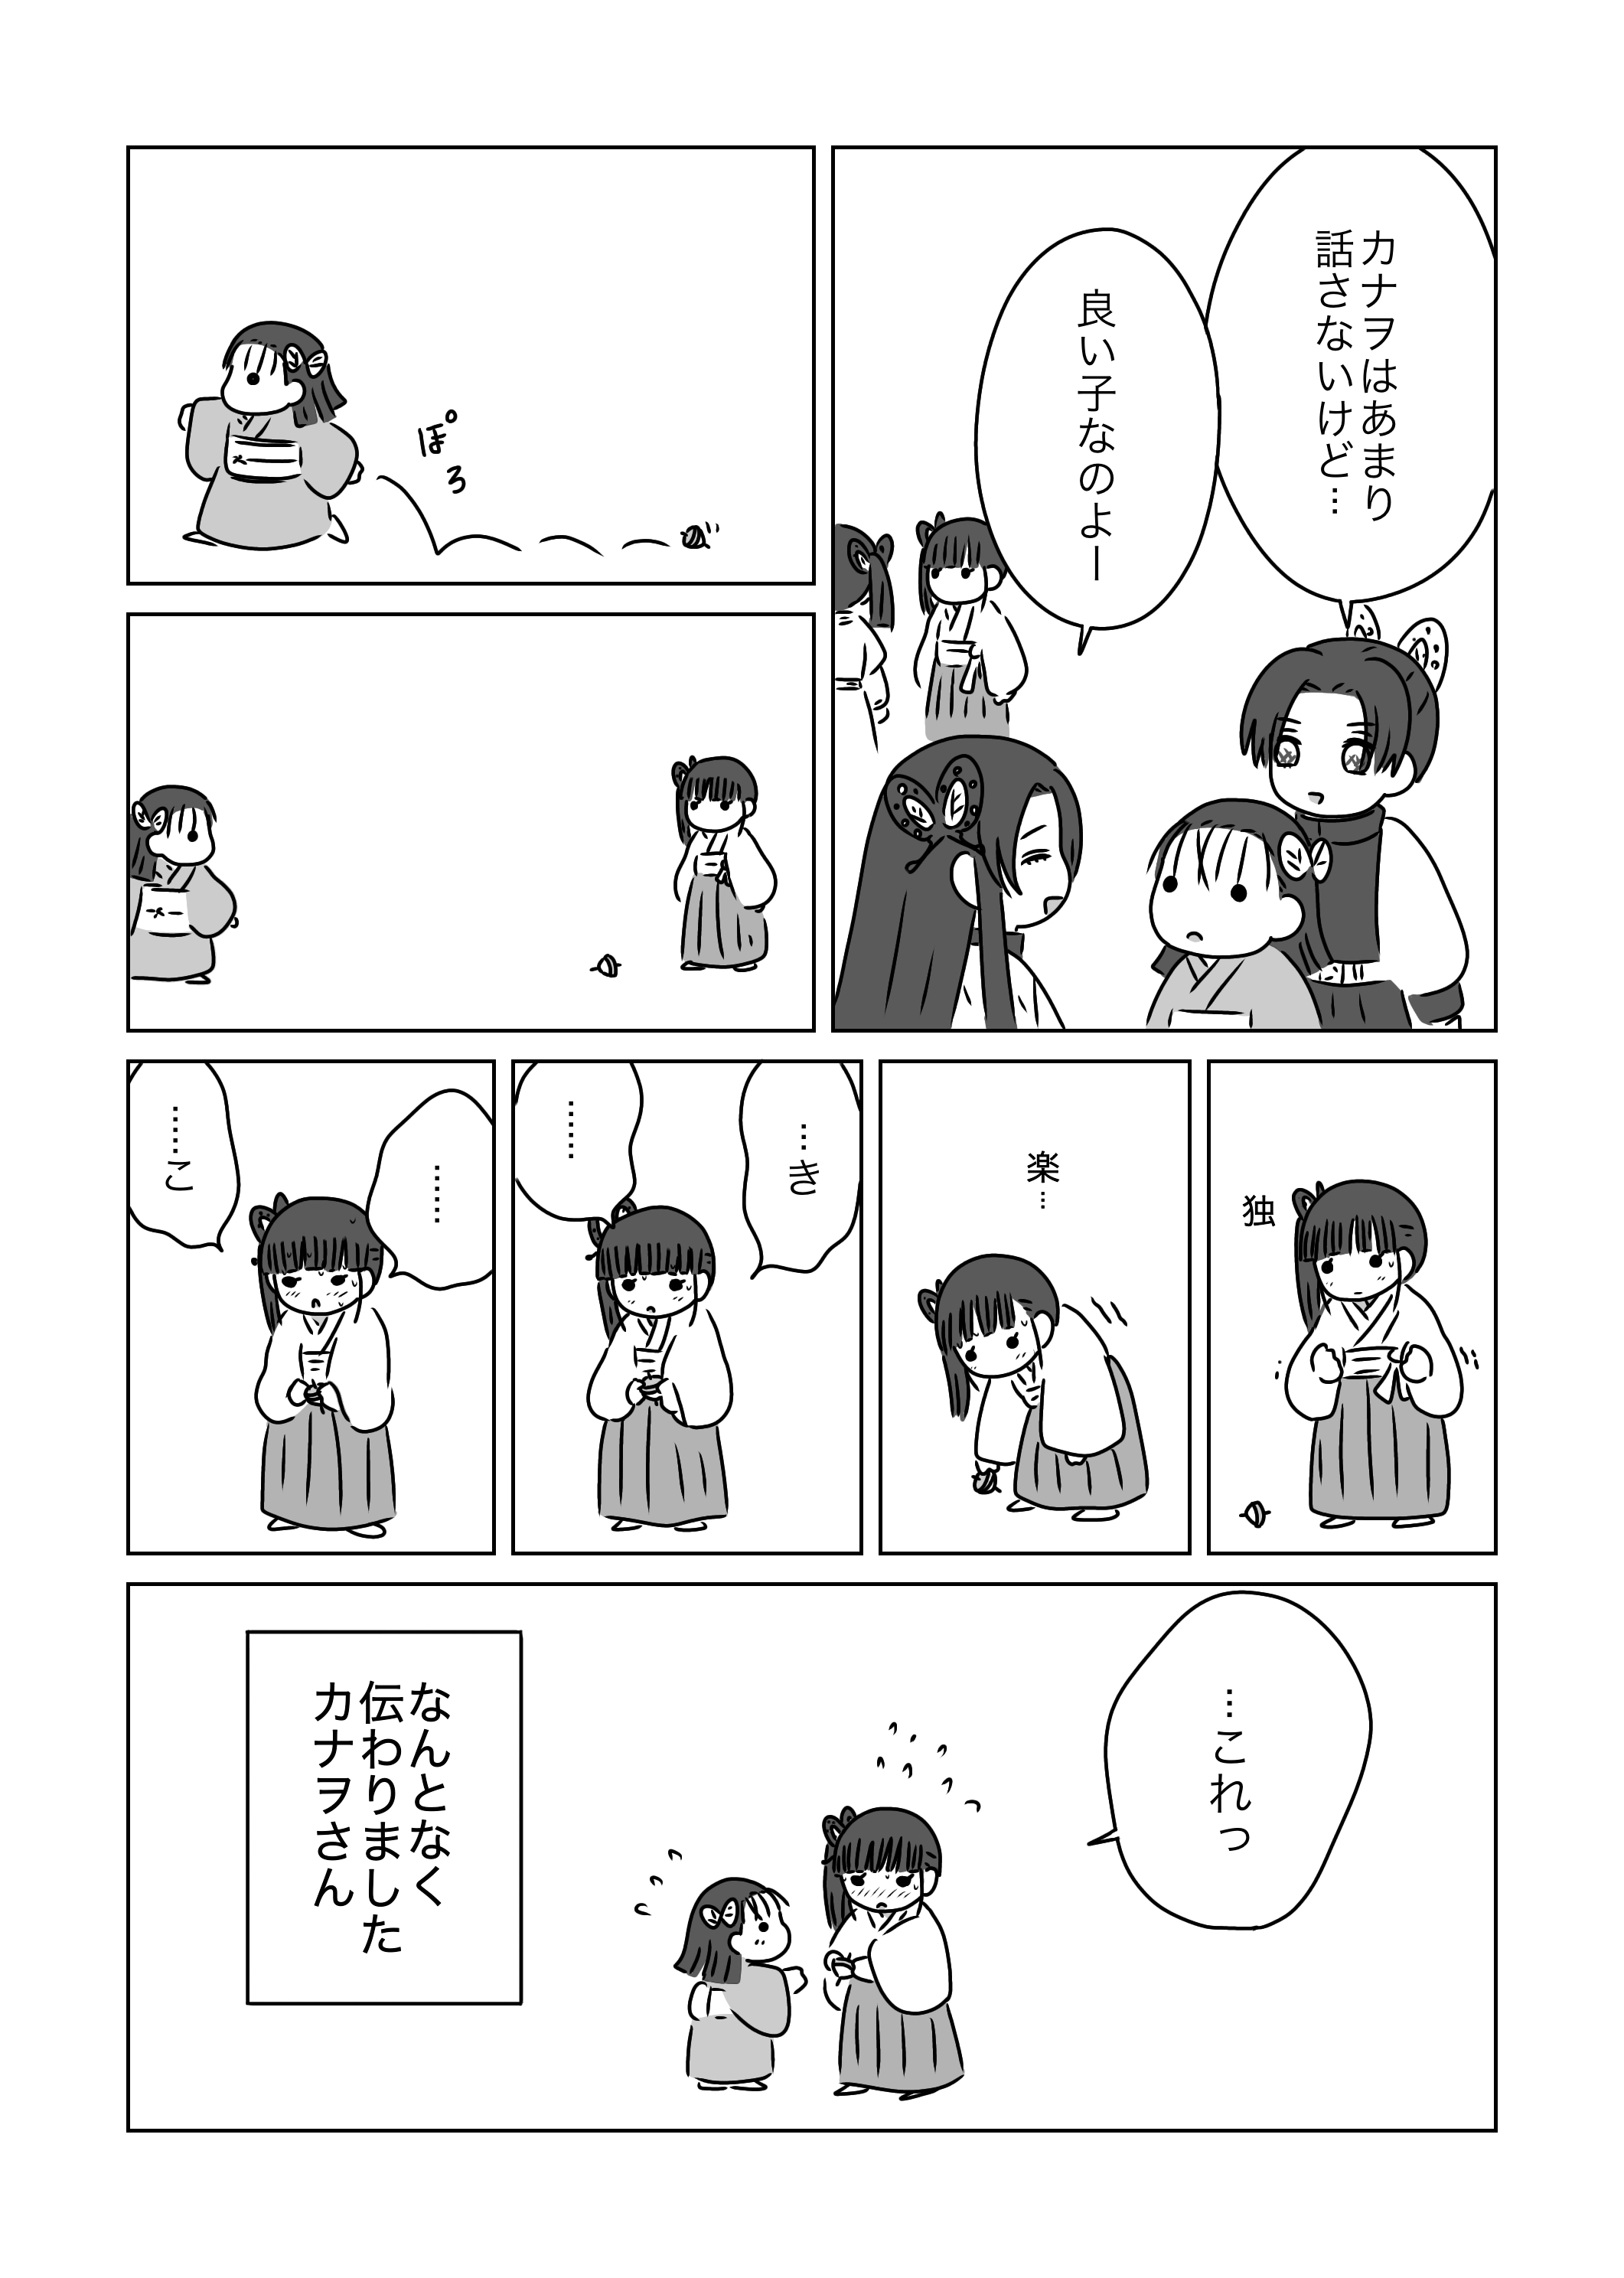 カナヲはあまり
話さないけど…
良い子なのよー
ぽろ
独
楽…
…き
……
……
……こ
…これっ
なんとなく
伝わりました
カナヲさん